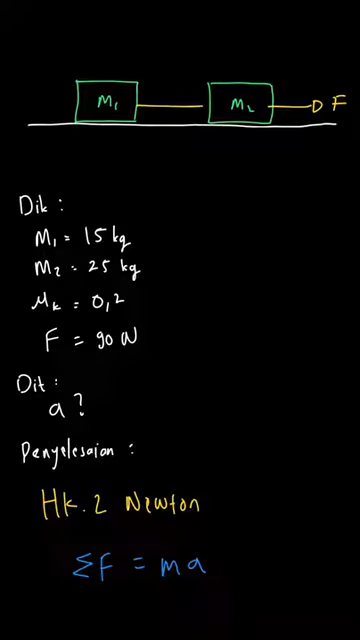 M₁ M₂ F
Dik :
M₁ = 15 kg
M₂ = 25 kg
μₖ = 0,2
F = 90 N
Dit :
a ?
Penyelesaian :
Hk. 2 Newton
ΣF = m a